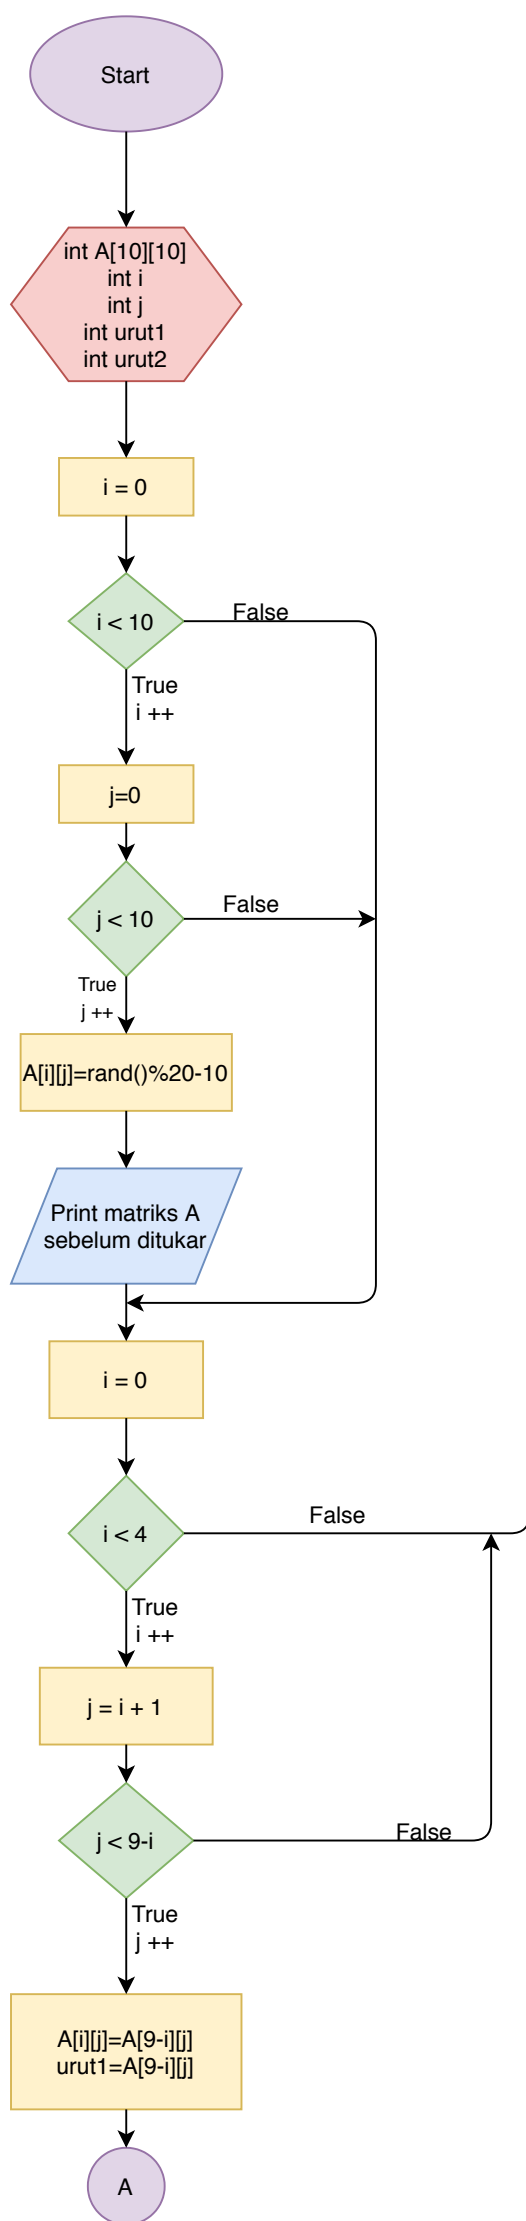 Start
int A[10][10]
int i
int j
int urut1
int urut2
i = 0
i < 10
False
True
i ++
j=0
j < 10
False
True
j ++
A[i][j]=rand()%20-10
Print matriks A
sebelum ditukar
i = 0
i < 4
False
True
i ++
j = i + 1
j < 9-i
False
True
j ++
A[i][j]=A[9-i][j]
urut1=A[9-i][j]
A